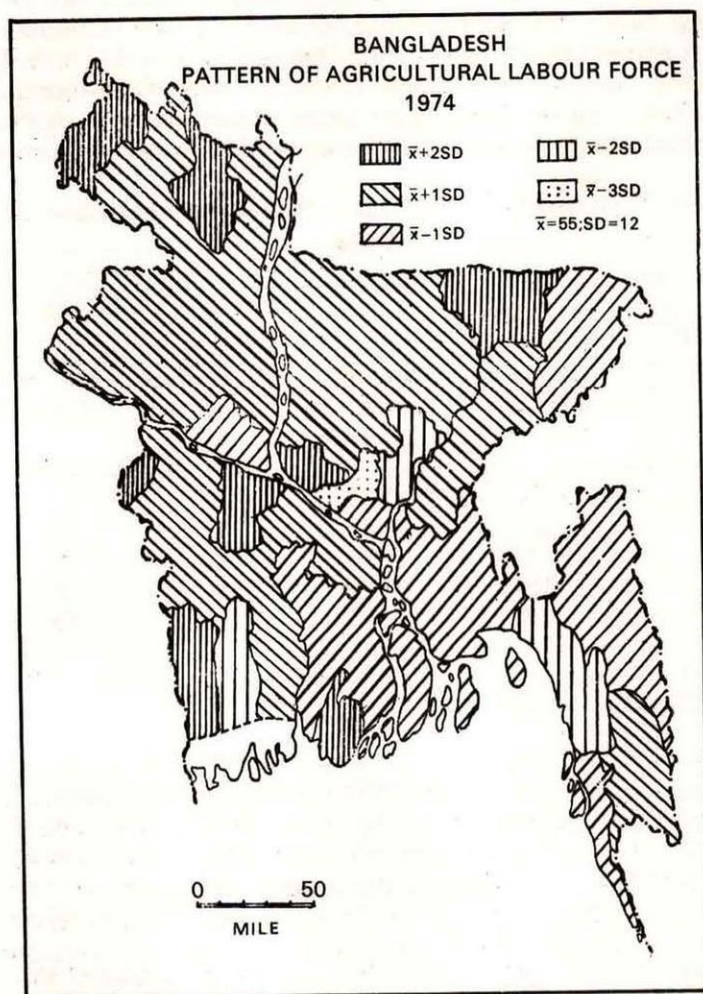 BANGLADESH
PATTERN OF AGRICULTURAL LABOUR FORCE
1974
x̄+2SD
x̄-2SD
x̄+1SD
x̄-3SD
x̄-1SD
x̄=55;SD=12
0 50
MILE